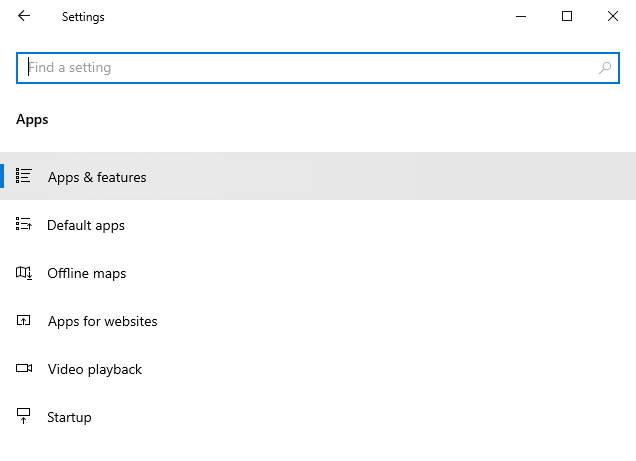 Settings
Find a setting
Apps
Apps & features
Default apps
Offline maps
Apps for websites
Video playback
Startup